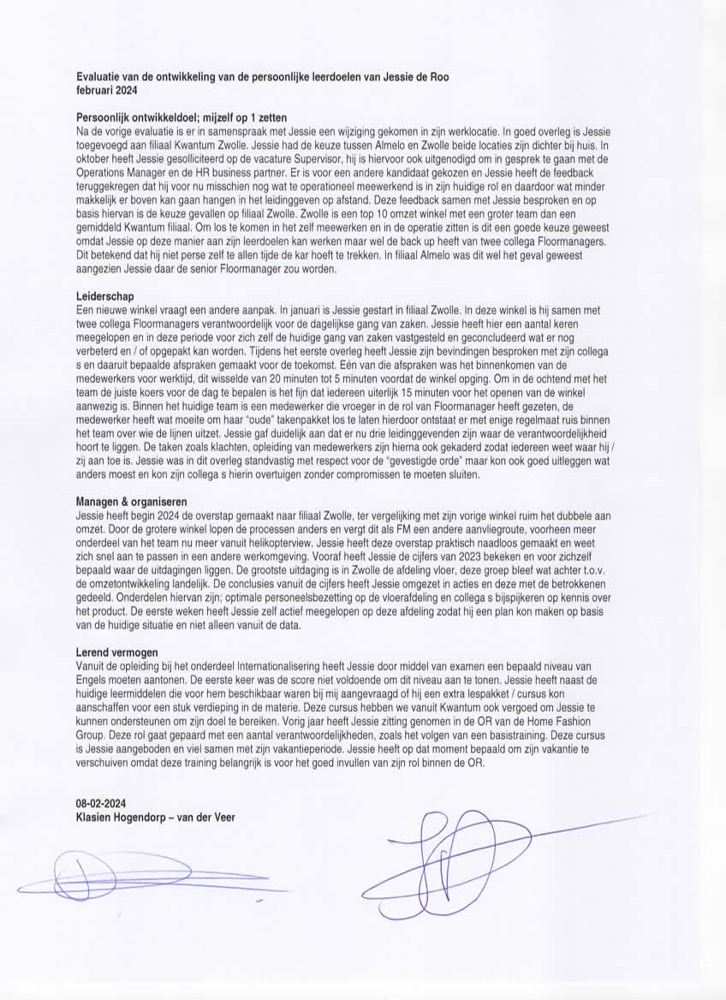 Evaluatie van de ontwikkeling van de persoonlijke leerdoelen van Jessie de Roo
februari 2024
Persoonlijk ontwikkeldoel; mijzelf op 1 zetten
Na de vorige evaluatie is er in samenspraak met Jessie een wijziging gekomen in zijn werklocatie. In goed overleg is Jessie
toegevoegd aan filiaal Kwantum Zwolle. Jessie had de keuze tussen Almelo en Zwolle beide locaties zijn dichter bij huis. In
oktober heeft Jessie gesolliciteerd op de vacature Supervisor, hij is hiervoor ook uitgenodigd om in gesprek te gaan met de
Operations Manager en de HR business partner. Er is voor een andere kandidaat gekozen en Jessie heeft de feedback
teruggekregen dat hij voor nu misschien nog wat te operationeel meewerkend is in zijn huidige rol en daardoor wat minder
makkelijk er boven kan gaan hangen in het leidinggeven op afstand. Deze feedback samen met Jessie besproken en op
basis hiervan is de keuze gevallen op filiaal Zwolle. Zwolle is een top 10 omzet winkel met een groter team dan een
gemiddeld Kwantum filiaal. Om los te komen in het zelf meewerken en in de operatie zitten is dit een goede keuze geweest
omdat Jessie op deze manier aan zijn leerdoelen kan werken maar wel de back up heeft van twee collega Floormanagers.
Dit betekend dat hij niet perse zelf te allen tijde de kar hoeft te trekken. In filiaal Almelo was dit wel het geval geweest
aangezien Jessie daar de senior Floormanager zou worden.
Leiderschap
Een nieuwe winkel vraagt een andere aanpak. In januari is Jessie gestart in filiaal Zwolle. In deze winkel is hij samen met
twee collega Floormanagers verantwoordelijk voor de dagelijkse gang van zaken. Jessie heeft hier een aantal keren
meegelopen en in deze periode voor zich zelf de huidige gang van zaken vastgesteld en geconcludeerd wat er nog
verbeterd en / of opgepakt kan worden. Tijdens het eerste overleg heeft Jessie zijn bevindingen besproken met zijn collega
s en daaruit bepaalde afspraken gemaakt voor de toekomst. Eén van die afspraken was het binnenkomen van de
medewerkers voor werktijd, dit wisselde van 20 minuten tot 5 minuten voordat de winkel opging. Om in de ochtend met het
team de juiste koers voor de dag te bepalen is het fijn dat iedereen uiterlijk 15 minuten voor het openen van de winkel
aanwezig is. Binnen het huidige team is een medewerker die vroeger in de rol van Floormanager heeft gezeten, de
medewerker heeft wat moeite om haar “oude” takenpakket los te laten hierdoor ontstaat er met enige regelmaat ruis binnen
het team over wie de lijnen uitzet. Jessie gaf duidelijk aan dat er nu drie leidinggevenden zijn waar de verantwoordelijkheid
hoort te liggen. De taken zoals klachten, opleiding van medewerkers zijn hierna ook gekaderd zodat iedereen weet waar hij /
zij aan toe is. Jessie was in dit overleg standvastig met respect voor de “gevestigde orde” maar kon ook goed uitleggen wat
anders moest en kon zijn collega s hierin overtuigen zonder compromissen te moeten sluiten.
Managen & organiseren
Jessie heeft begin 2024 de overstap gemaakt naar filiaal Zwolle, ter vergelijking met zijn vorige winkel ruim het dubbele aan
omzet. Door de grotere winkel lopen de processen anders en vergt dit als FM een andere aanvliegroute, voorheen meer
onderdeel van het team nu meer vanuit helikopterview. Jessie heeft deze overstap praktisch naadloos gemaakt en weet
zich snel aan te passen in een andere werkomgeving. Vooraf heeft Jessie de cijfers van 2023 bekeken en voor zichzelf
bepaald waar de uitdagingen liggen. De grootste uitdaging is in Zwolle de afdeling vloer, deze groep bleef wat achter t.o.v.
de omzetontwikkeling landelijk. De conclusies vanuit de cijfers heeft Jessie omgezet in acties en deze met de betrokkenen
gedeeld. Onderdelen hiervan zijn; optimale personeelsbezetting op de vloerafdeling en collega s bijspijkeren op kennis over
het product. De eerste weken heeft Jessie zelf actief meegelopen op deze afdeling zodat hij een plan kon maken op basis
van de huidige situatie en niet alleen vanuit de data.
Lerend vermogen
Vanuit de opleiding bij het onderdeel Internationalisering heeft Jessie door middel van examen een bepaald niveau van
Engels moeten aantonen. De eerste keer was de score niet voldoende om dit niveau aan te tonen. Jessie heeft naast de
huidige leermiddelen die voor hem beschikbaar waren bij mij aangevraagd of hij een extra lespakket / cursus kon
aanschaffen voor een stuk verdieping in de materie. Deze cursus hebben we vanuit Kwantum ook vergoed om Jessie te
kunnen ondersteunen om zijn doel te bereiken. Vorig jaar heeft Jessie zitting genomen in de OR van de Home Fashion
Group. Deze rol gaat gepaard met een aantal verantwoordelijkheden, zoals het volgen van een basistraining. Deze cursus
is Jessie aangeboden en viel samen met zijn vakantieperiode. Jessie heeft op dat moment bepaald om zijn vakantie te
verschuiven omdat deze training belangrijk is voor het goed invullen van zijn rol binnen de OR.
08-02-2024
Klasien Hogendorp – van der Veer